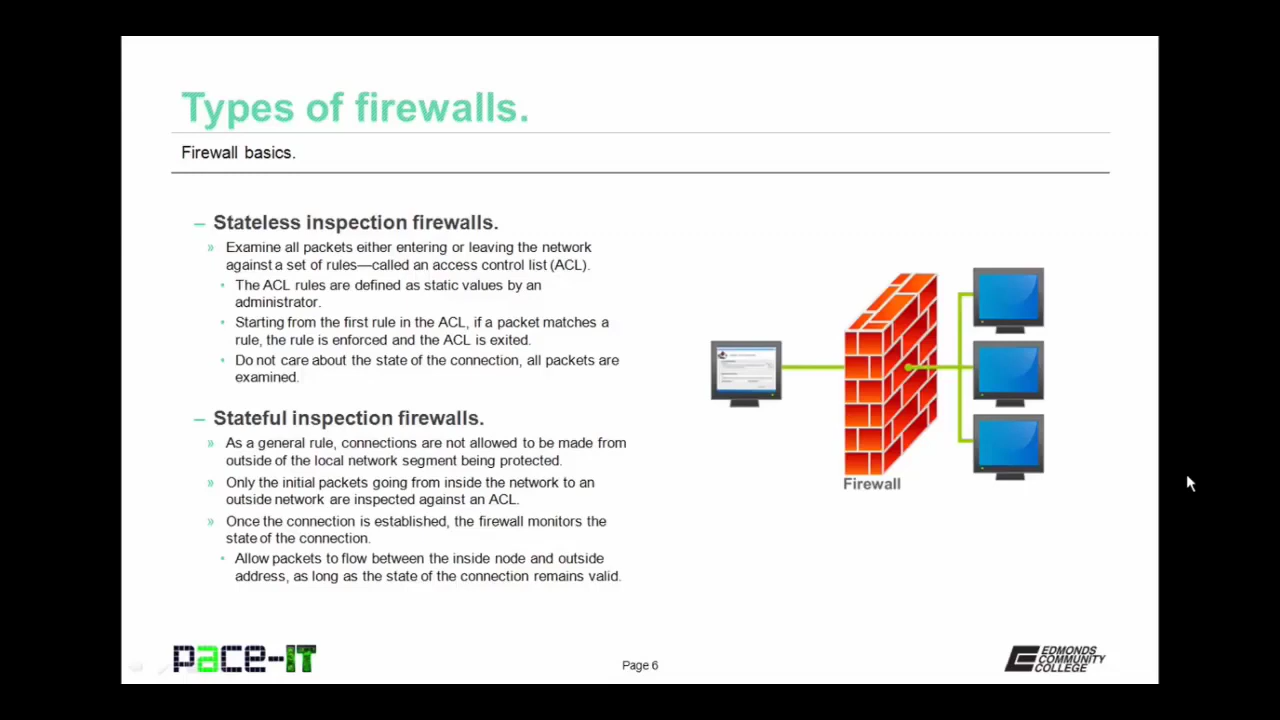 Types of firewalls.
Firewall basics.
– Stateless inspection firewalls.
» Examine all packets either entering or leaving the network
against a set of rules—called an access control list (ACL).
• The ACL rules are defined as static values by an
administrator.
• Starting from the first rule in the ACL, if a packet matches a
rule, the rule is enforced and the ACL is exited.
• Do not care about the state of the connection, all packets are
examined.
– Stateful inspection firewalls.
» As a general rule, connections are not allowed to be made from
outside of the local network segment being protected.
» Only the initial packets going from inside the network to an
outside network are inspected against an ACL.
» Once the connection is established, the firewall monitors the
state of the connection.
• Allow packets to flow between the inside node and outside
address, as long as the state of the connection remains valid.
Firewall
pace-IT
Page 6
EDMONDS
COMMUNITY
COLLEGE